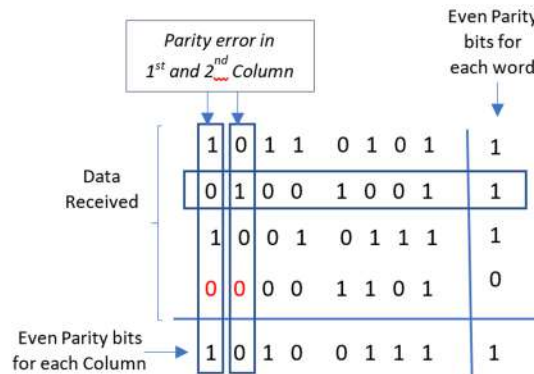 Parity error in
1st and 2nd Column
Even Parity
bits for
each word
Data
Received
1 0 1 1 0 1 0 1 1
0 1 0 0 1 0 0 1 1
1 0 0 1 0 1 1 1 1
0 0 0 0 1 1 0 1 0
Even Parity bits
for each Column
1 0 1 0 0 1 1 1 1